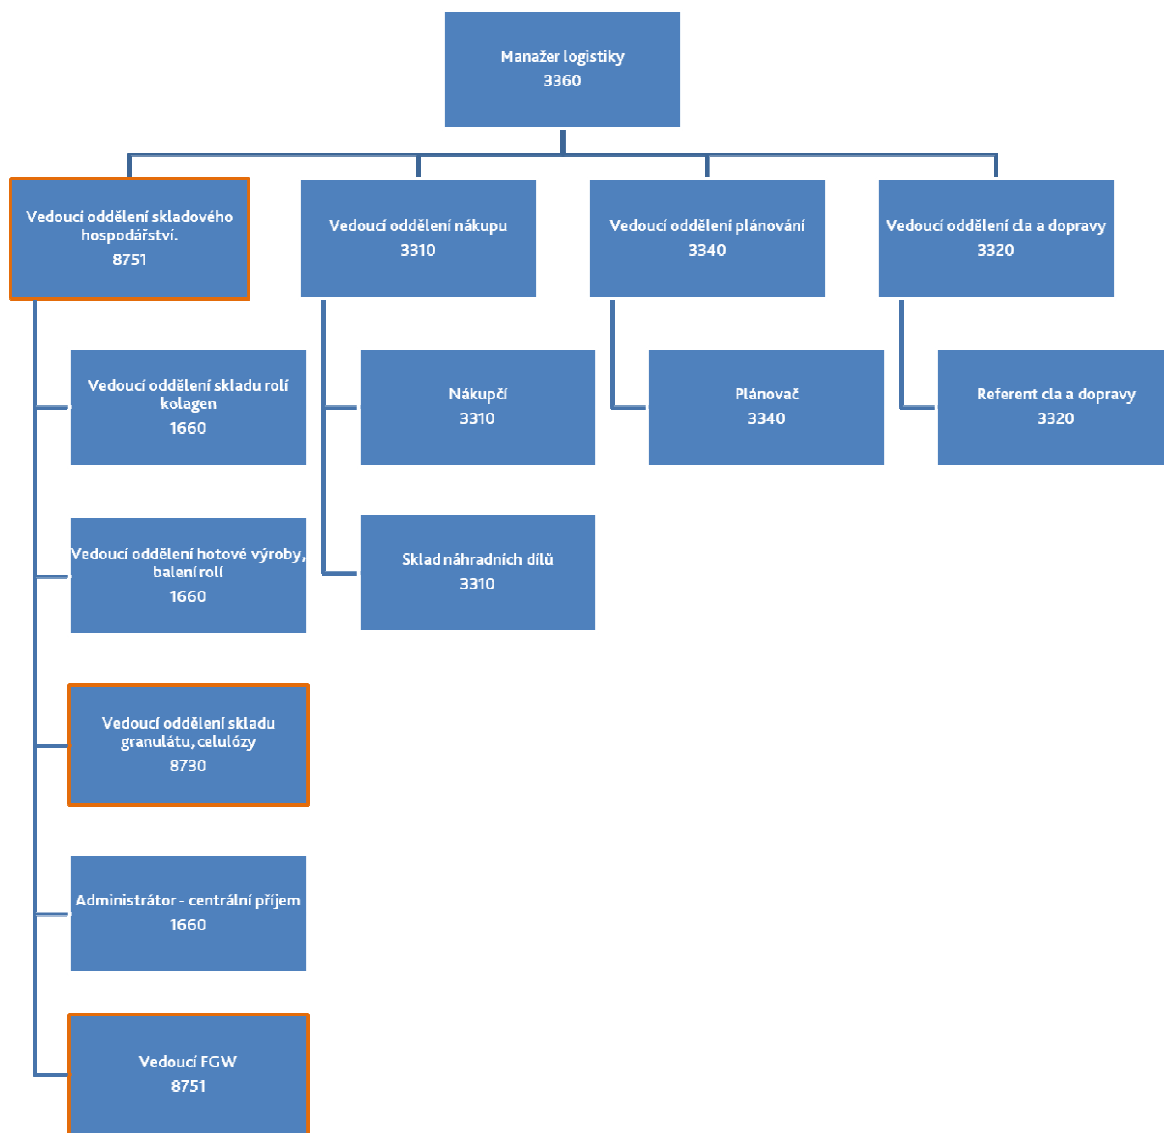 Manažer logistiky
3360
Vedoucí oddělení skladového
hospodářství.
8751
Vedoucí oddělení nákupu
3310
Vedoucí oddělení plánování
3340
Vedoucí oddělení cla a dopravy
3320
Vedoucí oddělení skladu rolí
kolagen
1660
Nákupčí
3310
Plánovač
3340
Referent cla a dopravy
3320
Vedoucí oddělení hotové výroby,
balení rolí
1660
Sklad náhradních dílů
3310
Vedoucí oddělení skladu
granulátu, celulózy
8730
Administrátor - centrální příjem
1660
Vedoucí FGW
8751